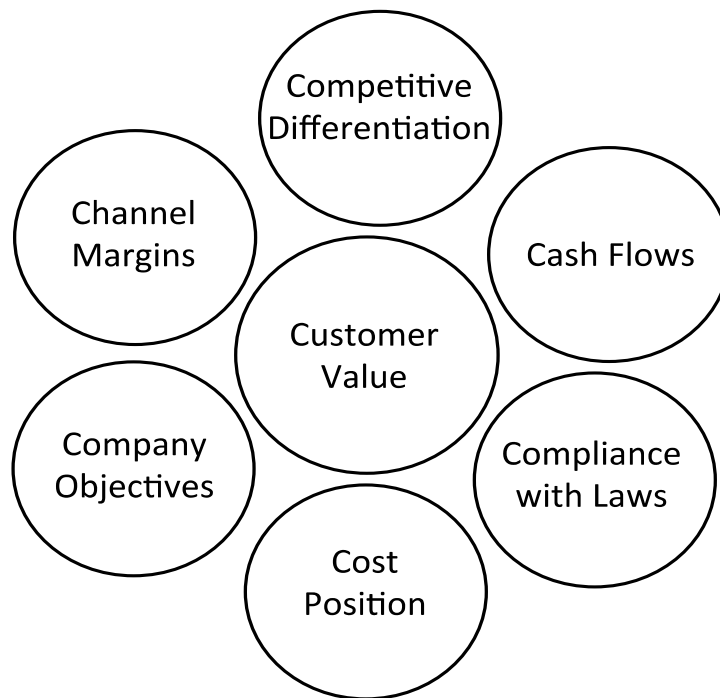 Competitive
Differentiation
Channel
Margins
Cash Flows
Customer
Value
Company
Objectives
Compliance
with Laws
Cost
Position